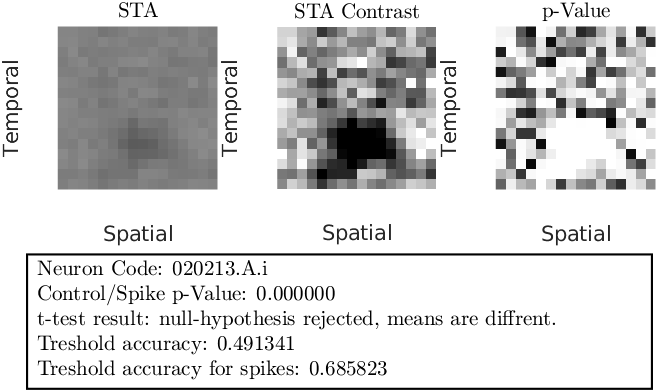 STA
STA Contrast
p-Value
Temporal
Temporal
Temporal
Spatial
Spatial
Spatial
Neuron Code: 020213.A.i
Control/Spike p-Value: 0.000000
t-test result: null-hypothesis rejected, means are diffrent.
Treshold accuracy: 0.491341
Treshold accuracy for spikes: 0.685823